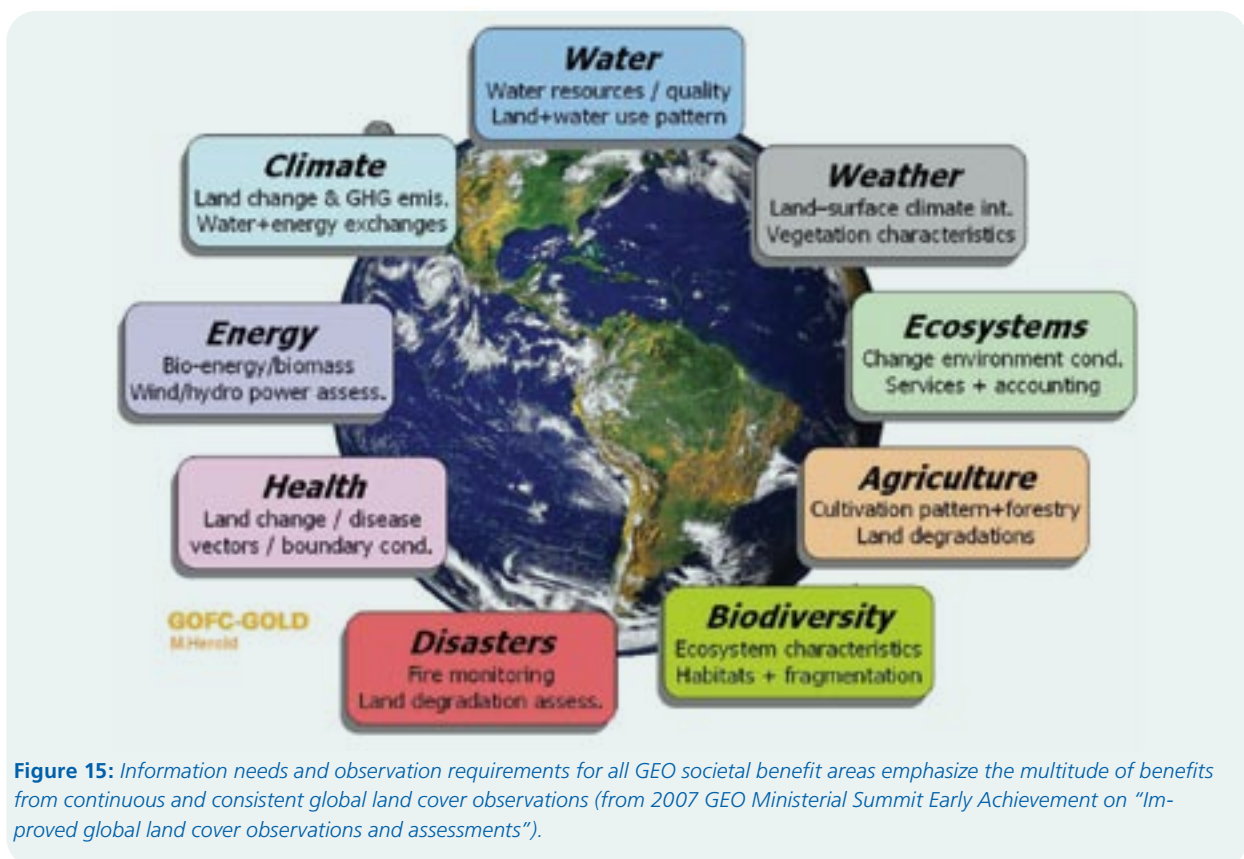 Water
Water resources / quality
Land+water use pattern
Climate
Land change & GHG emis.
Water+energy exchanges
Weather
Land-surface climate int.
Vegetation characteristics
Energy
Bio-energy/biomass
Wind/hydro power assess.
Ecosystems
Change environment cond.
Services + accounting
Health
Land change / disease
vectors / boundary cond.
Agriculture
Cultivation pattern+forestry
Land degradations
GOFC-GOLD
M.Herold
Disasters
Fire monitoring
Land degradation assess.
Biodiversity
Ecosystem characteristics
Habitats + fragmentation
Figure 15: Information needs and observation requirements for all GEO societal benefit areas emphasize the multitude of benefits
from continuous and consistent global land cover observations (from 2007 GEO Ministerial Summit Early Achievement on “Im-
proved global land cover observations and assessments”).